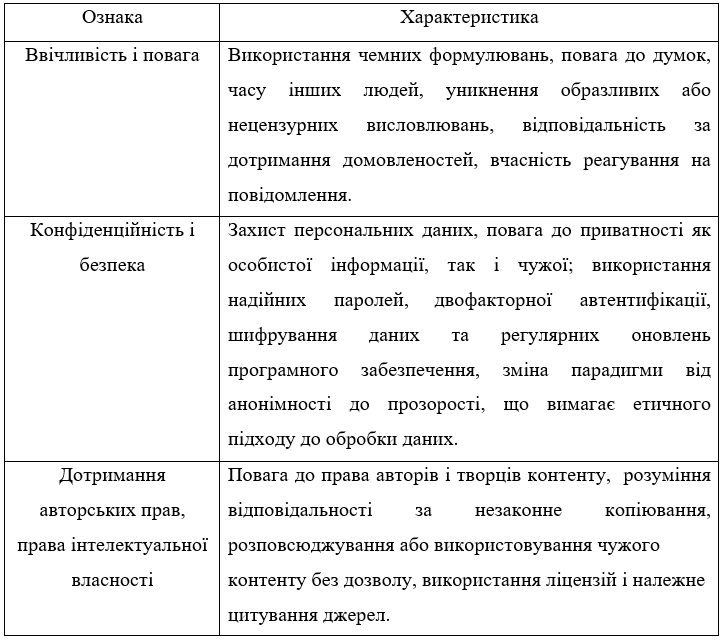 Ознака
Характеристика
Ввічливість і повага
Використання чемних формулювань, повага до думок,
часу інших людей, уникнення образливих або
нецензурних висловлювань, відповідальність за
дотримання домовленостей, вчасність реагування на
повідомлення.
Конфіденційність і
безпека
Захист персональних даних, повага до приватності як
особистої інформації, так і чужої; використання
надійних паролей, двофакторної автентифікації,
шифрування даних та регулярних оновлень
програмного забезпечення, зміна парадигми від
анонімності до прозорості, що вимагає етичного
підходу до обробки даних.
Дотримання
авторських прав,
права інтелектуальної
власності
Повага до права авторів і творців контенту, розуміння
відповідальності за незаконне копіювання,
розповсюджування або використовування чужого
контенту без дозволу, використання ліцензій і належне
цитування джерел.